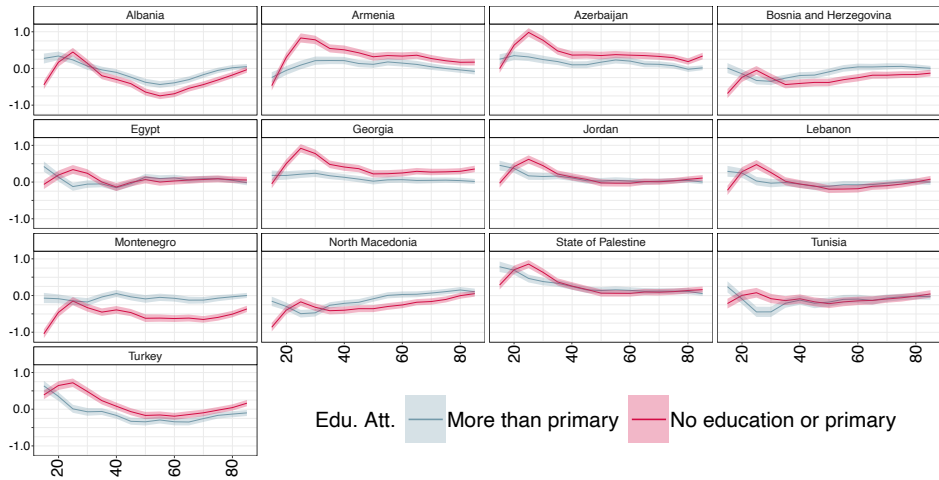 Albania
Armenia
Azerbaijan
Bosnia and Herzegovina
1.0
0.0
-1.0
Egypt
Georgia
Jordan
Lebanon
1.0
0.0
-1.0
Montenegro
North Macedonia
State of Palestine
Tunisia
1.0
0.0
-1.0
20
40
60
80
20
40
60
80
20
40
60
80
Turkey
1.0
0.0
-1.0
Edu. Att.
More than primary
No education or primary
20
40
60
80